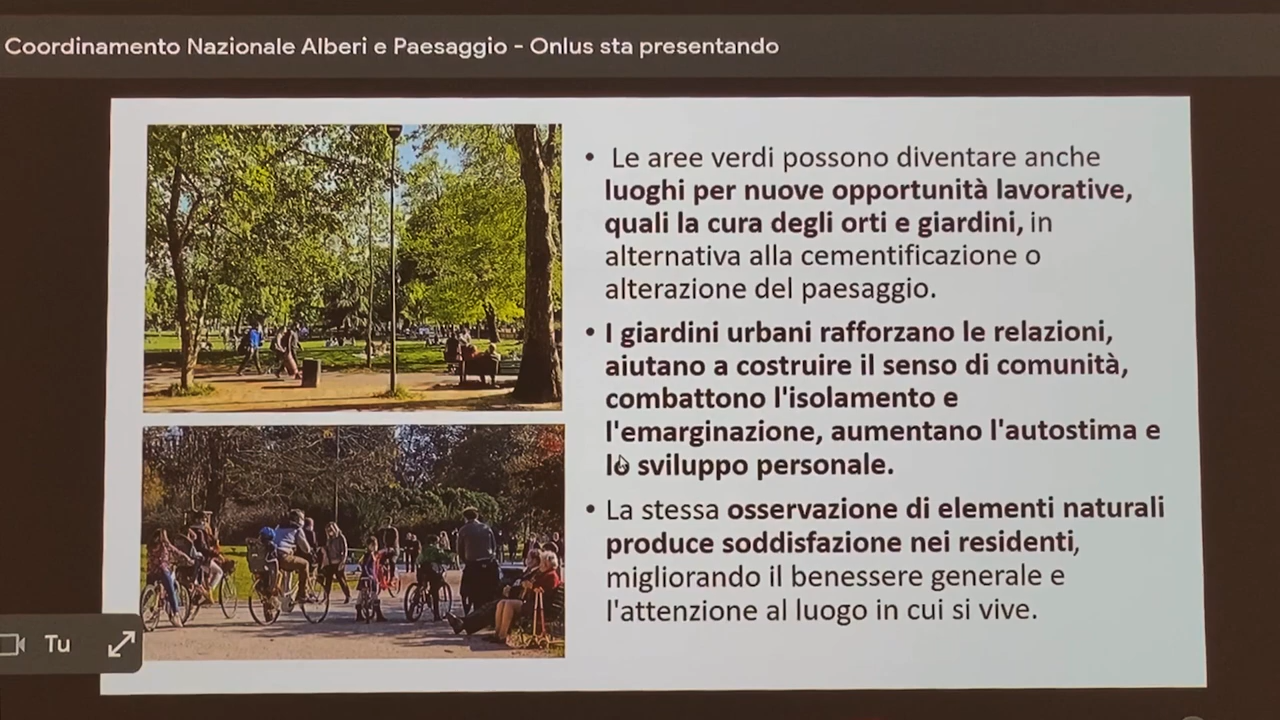 Coordinamento Nazionale Alberi e Paesaggio - Onlus sta presentando
• Le aree verdi possono diventare anche
luoghi per nuove opportunità lavorative,
quali la cura degli orti e giardini, in
alternativa alla cementificazione o
alterazione del paesaggio.
• I giardini urbani rafforzano le relazioni,
aiutano a costruire il senso di comunità,
combattono l'isolamento e
l'emarginazione, aumentano l'autostima e
lo sviluppo personale.
• La stessa osservazione di elementi naturali
produce soddisfazione nei residenti,
migliorando il benessere generale e
l'attenzione al luogo in cui si vive.
Tu